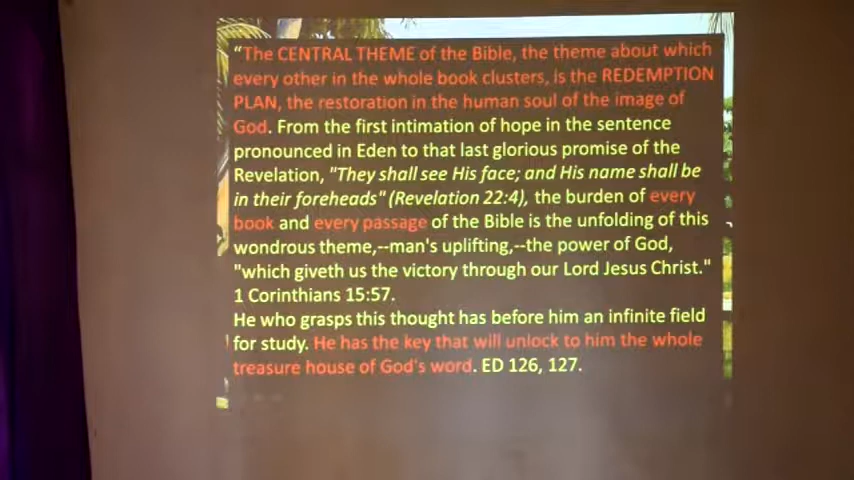 “The CENTRAL THEME of the Bible, the theme about which
every other in the whole book clusters, is the REDEMPTION
PLAN, the restoration in the human soul of the image of
God. From the first intimation of hope in the sentence
pronounced in Eden to that last glorious promise of the
Revelation, "They shall see His face; and His name shall be
in their foreheads" (Revelation 22:4), the burden of every
book and every passage of the Bible is the unfolding of this
wondrous theme,--man's uplifting,--the power of God,
"which giveth us the victory through our Lord Jesus Christ."
1 Corinthians 15:57.
He who grasps this thought has before him an infinite field
for study. He has the key that will unlock to him the whole
treasure house of God's word. ED 126, 127.